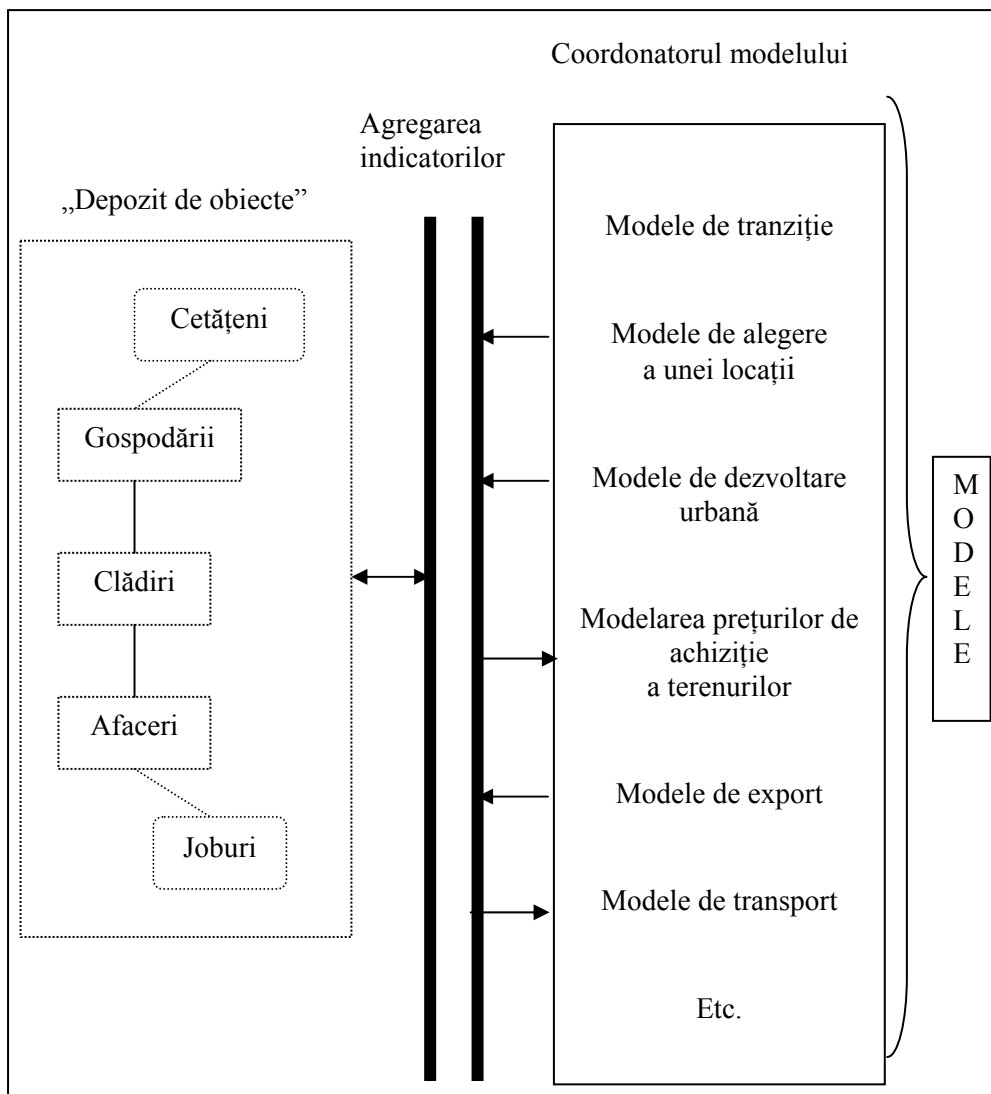 Coordonatorul modelului
Agregarea
indicatorilor
„Depozit de obiecte”
Cetățeni
Gospodării
Clădiri
Afaceri
Joburi
Modele de tranziție
Modele de alegere
a unei locații
Modele de dezvoltare
urbană
Modelarea prețurilor de
achiziție
a terenurilor
Modele de export
Modele de transport
Etc.
M
O
D
E
L
E